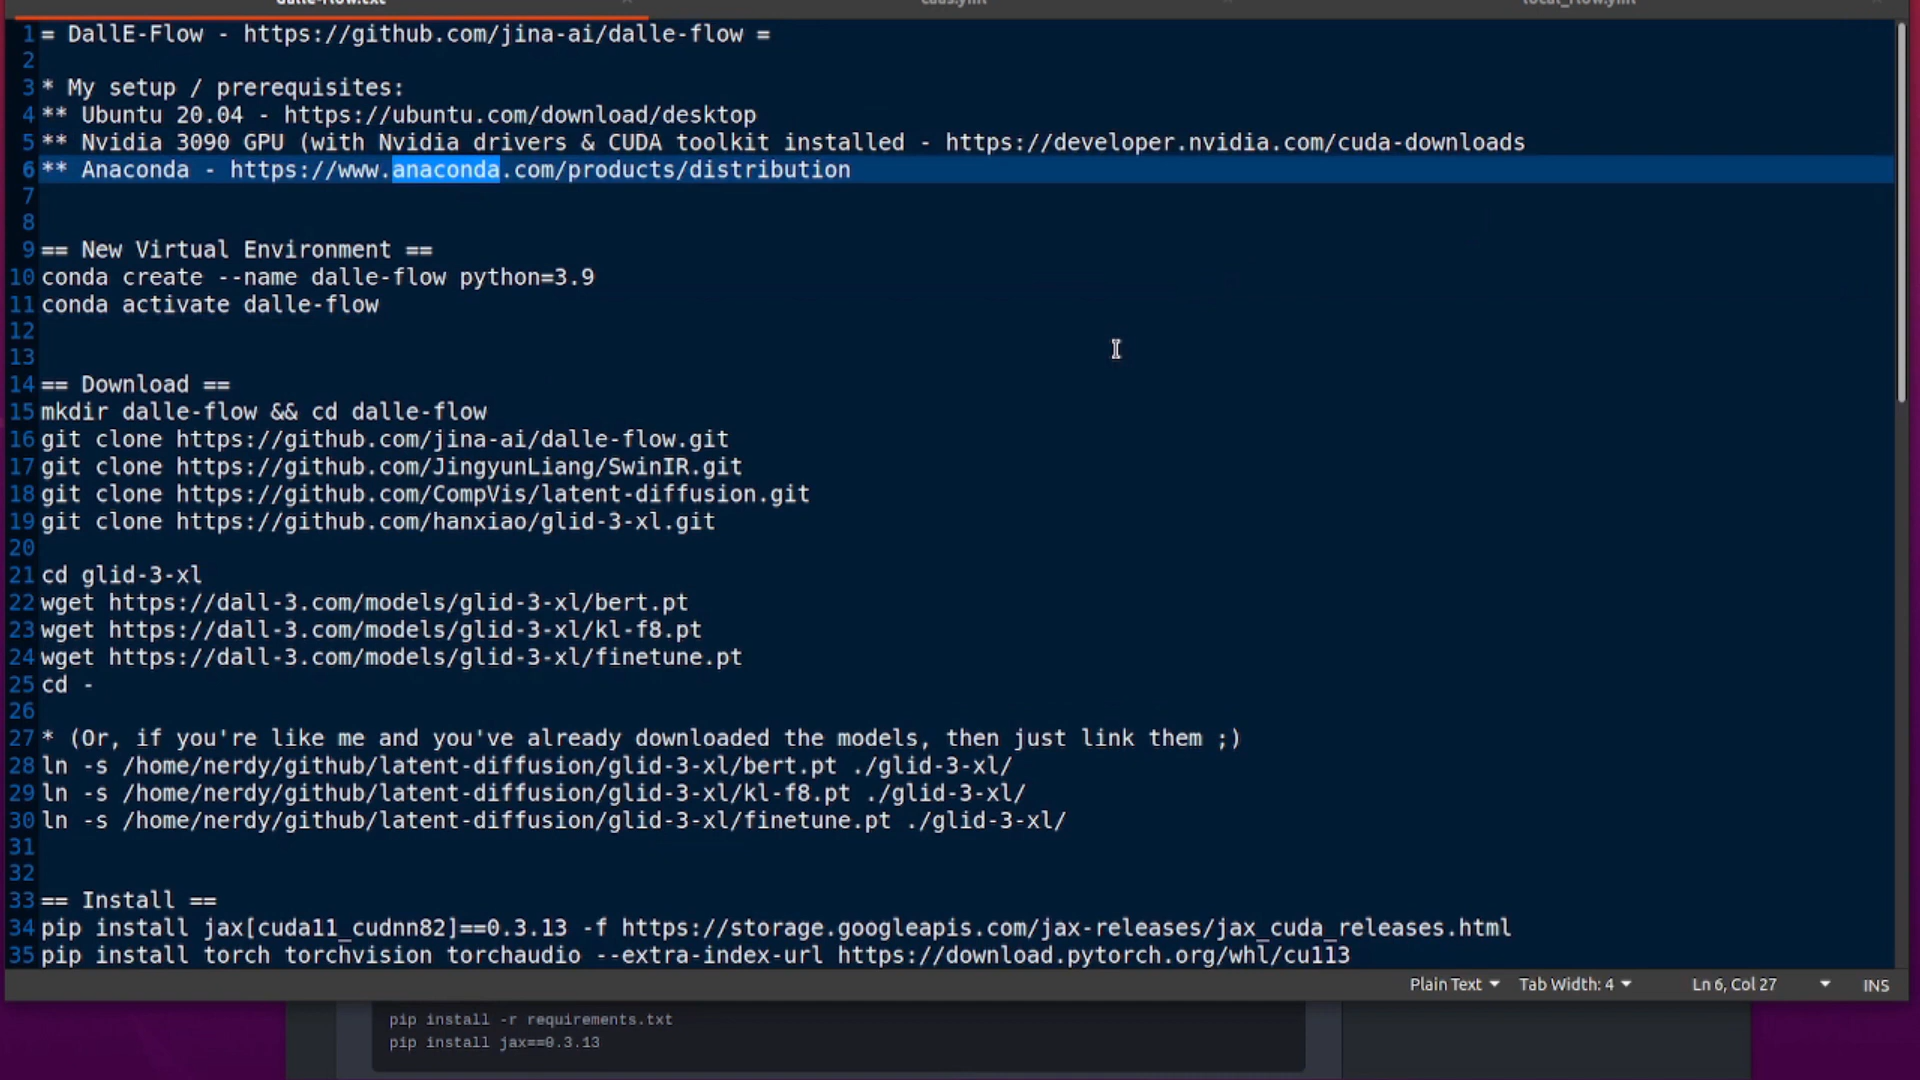 1 = DallE-Flow - https://github.com/jina-ai/dalle-flow =
2
3 * My setup / prerequisites:
4 ** Ubuntu 20.04 - https://ubuntu.com/download/desktop
5 ** Nvidia 3090 GPU (with Nvidia drivers & CUDA toolkit installed - https://developer.nvidia.com/cuda-downloads
6 ** Anaconda - https://www.anaconda.com/products/distribution
7
8
9 == New Virtual Environment ==
10 conda create --name dalle-flow python=3.9
11 conda activate dalle-flow
12
13
14 == Download ==
15 mkdir dalle-flow && cd dalle-flow
16 git clone https://github.com/jina-ai/dalle-flow.git
17 git clone https://github.com/JingyunLiang/SwinIR.git
18 git clone https://github.com/CompVis/latent-diffusion.git
19 git clone https://github.com/hanxiao/glid-3-xl.git
20
21 cd glid-3-xl
22 wget https://dall-3.com/models/glid-3-xl/bert.pt
23 wget https://dall-3.com/models/glid-3-xl/kl-f8.pt
24 wget https://dall-3.com/models/glid-3-xl/finetune.pt
25 cd -
26
27 * (Or, if you're like me and you've already downloaded the models, then just link them ;)
28 ln -s /home/nerdy/github/latent-diffusion/glid-3-xl/bert.pt ./glid-3-xl/
29 ln -s /home/nerdy/github/latent-diffusion/glid-3-xl/kl-f8.pt ./glid-3-xl/
30 ln -s /home/nerdy/github/latent-diffusion/glid-3-xl/finetune.pt ./glid-3-xl/
31
32
33 == Install ==
34 pip install jax[cuda11_cudnn82]==0.3.13 -f https://storage.googleapis.com/jax-releases/jax_cuda_releases.html
35 pip install torch torchvision torchaudio --extra-index-url https://download.pytorch.org/whl/cu113
Plain Text Tab Width: 4 Ln 6, Col 27 INS
pip install -r requirements.txt
pip install jax==0.3.13